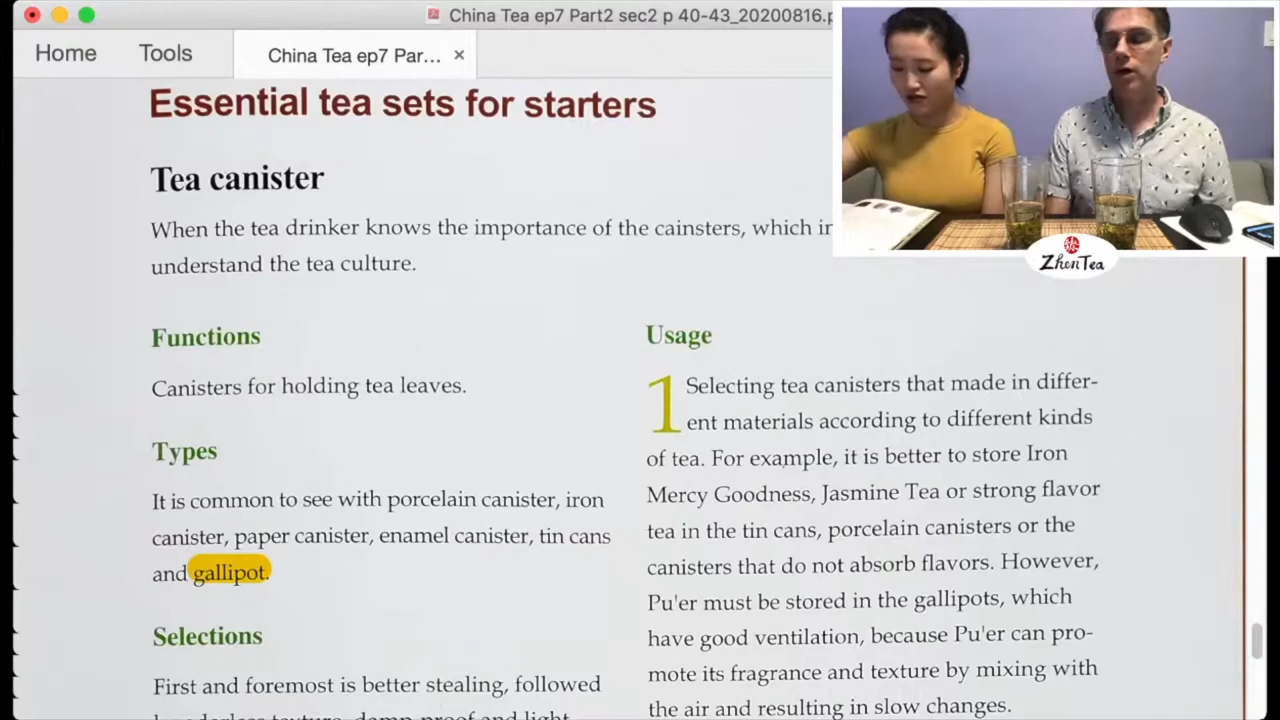 China Tea ep7 Part2 sec2 p 40-43_20200816.p
Home
Tools
China Tea ep7 Par...
×
Essential tea sets for starters
Tea canister
When the tea drinker knows the importance of the cainsters, which in
understand the tea culture.
Functions
Canisters for holding tea leaves.
Types
It is common to see with porcelain canister, iron
canister, paper canister, enamel canister, tin cans
and gallipot.
Selections
First and foremost is better stealing, followed
Usage
1 Selecting tea canisters that made in differ-
ent materials according to different kinds
of tea. For example, it is better to store Iron
Mercy Goodness, Jasmine Tea or strong flavor
tea in the tin cans, porcelain canisters or the
canisters that do not absorb flavors. However,
Pu'er must be stored in the gallipots, which
have good ventilation, because Pu'er can pro-
mote its fragrance and texture by mixing with
the air and resulting in slow changes.
ZhenTea